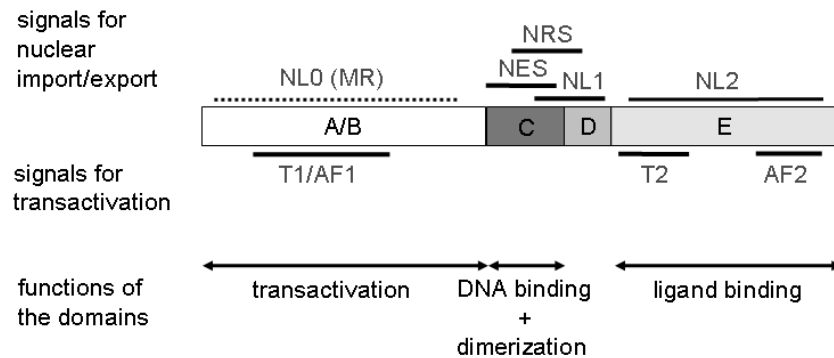 signals for
nuclear
import/export
NRS
NES
NL0 (MR)
NL1
NL2
A/B
C
D
E
signals for
transactivation
T1/AF1
T2
AF2
functions of
the domains
transactivation
DNA binding
+
dimerization
ligand binding